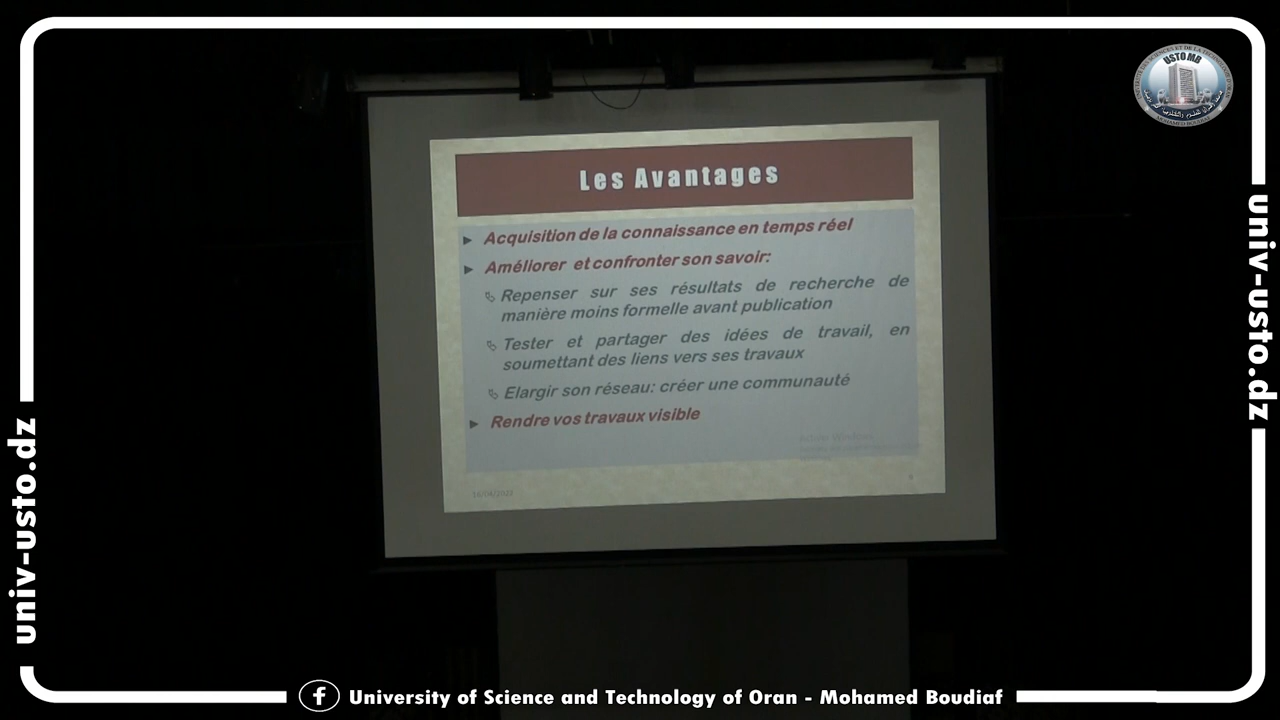 USTO MB
Les Avantages
Acquisition de la connaissance en temps réel
Améliorer et confronter son savoir:
Repenser sur ses résultats de recherche de
manière moins formelle avant publication
Tester et partager des idées de travail, en
soumettant des liens vers ses travaux
Elargir son réseau: créer une communauté
Rendre vos travaux visible
9
univ-usto.dz
univ-usto.dz
University of Science and Technology of Oran - Mohamed Boudiaf